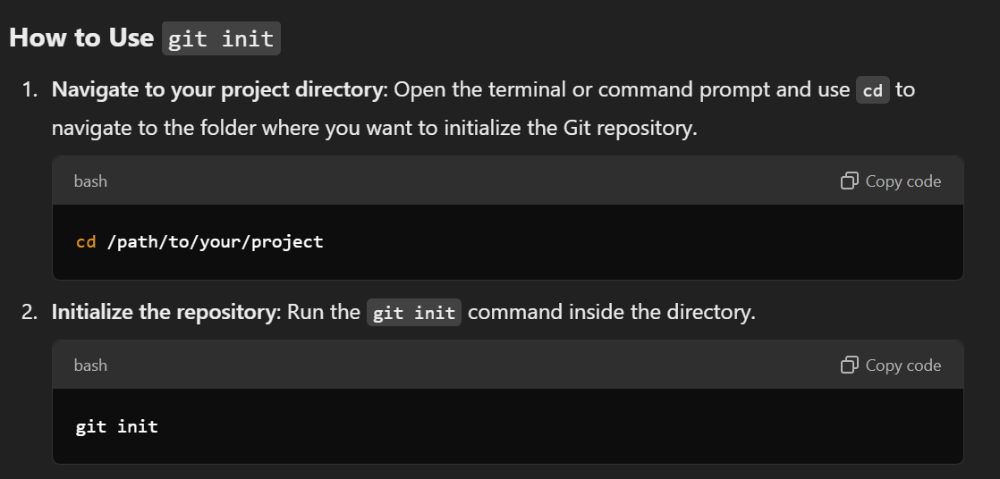 How to Use git init
1. Navigate to your project directory: Open the terminal or command prompt and use cd to
navigate to the folder where you want to initialize the Git repository.
bash Copy code
cd /path/to/your/project
2. Initialize the repository: Run the git init command inside the directory.
bash Copy code
git init